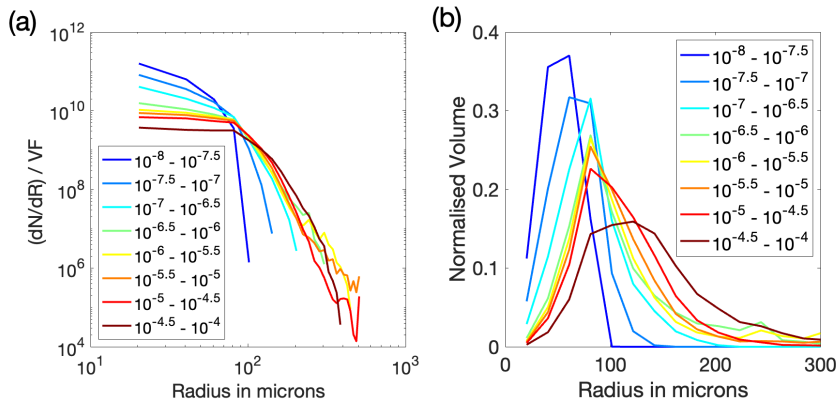 (a)
(dN/dR) / VF
10^12
10^10
10^8
10^6
10^4
10^-8 - 10^-7.5
10^-7.5 - 10^-7
10^-7 - 10^-6.5
10^-6.5 - 10^-6
10^-6 - 10^-5.5
10^-5.5 - 10^-5
10^-5 - 10^-4.5
10^-4.5 - 10^-4
10^1
10^2
10^3
Radius in microns
(b)
Normalised Volume
0.4
0.3
0.2
0.1
0
10^-8 - 10^-7.5
10^-7.5 - 10^-7
10^-7 - 10^-6.5
10^-6.5 - 10^-6
10^-6 - 10^-5.5
10^-5.5 - 10^-5
10^-5 - 10^-4.5
10^-4.5 - 10^-4
0
100
200
300
Radius in microns